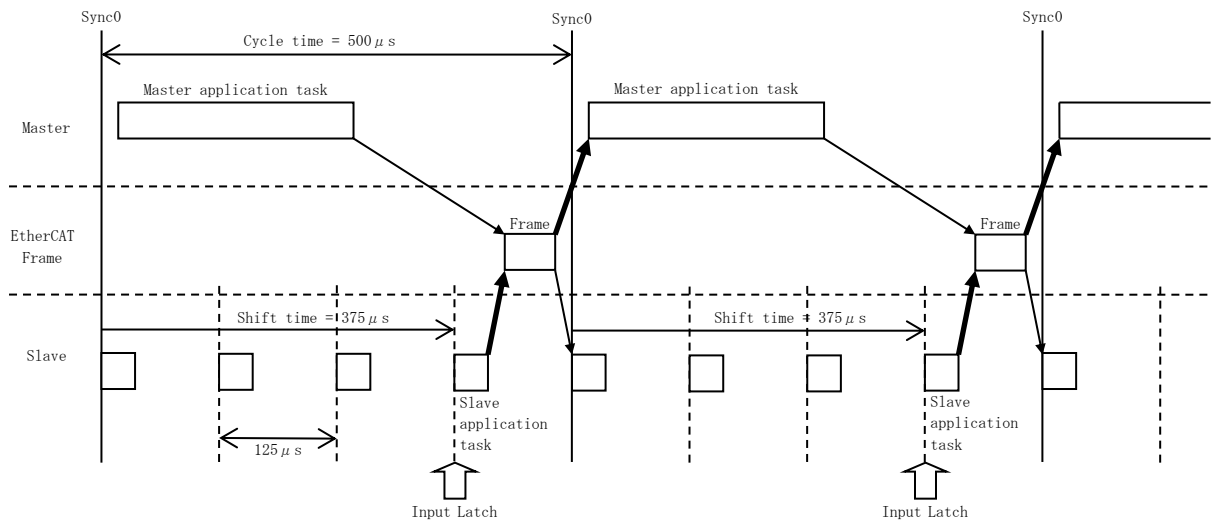 Sync0
Sync0
Sync0
Cycle time = 500μs
Master application task
Master application task
Master
Frame
Frame
EtherCAT
Frame
Shift time = 375μs
Shift time = 375μs
Slave
Slave
application
task
Slave
application
task
125μs
Input Latch
Input Latch